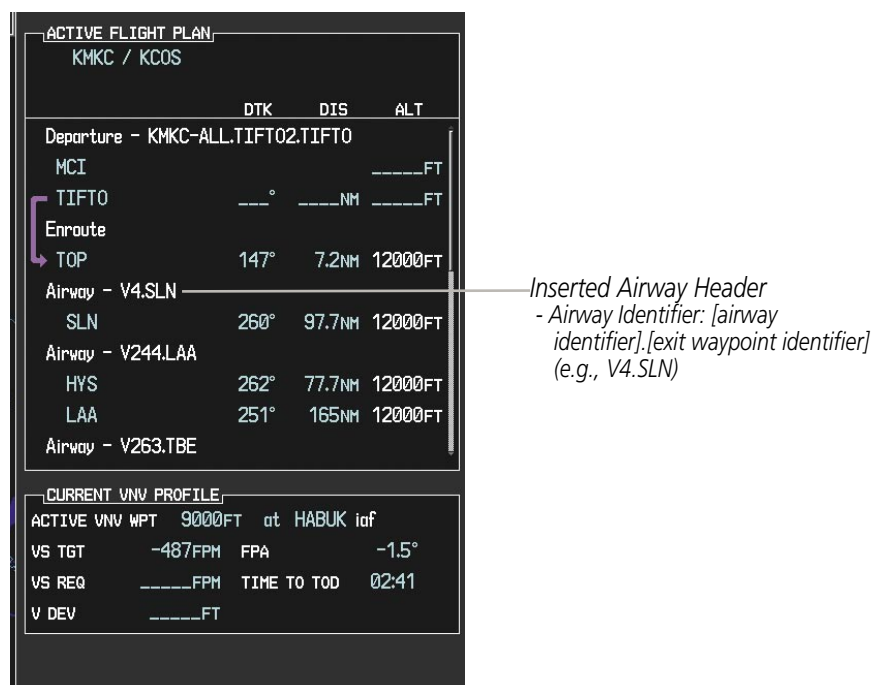 ACTIVE FLIGHT PLAN
KMKC / KCOS
DTK DIS ALT
Departure – KMKC-ALL.TIFTO2.TIFTO
MCI _____FT
TIFTO ___° ____NM _____FT
Enroute
TOP 147° 7.2NM 12000FT
Airway – V4.SLN
SLN 260° 97.7NM 12000FT
Airway – V244.LAA
HYS 262° 77.7NM 12000FT
LAA 251° 165NM 12000FT
Airway – V263.TBE
Inserted Airway Header
- Airway Identifier: [airway
identifier].[exit waypoint identifier]
(e.g., V4.SLN)
CURRENT VNV PROFILE
ACTIVE VNV WPT 9000FT at HABUK iaf
VS TGT -487FPM FPA -1.5°
VS REQ _____FPM TIME TO TOD 02:41
V DEV _____FT